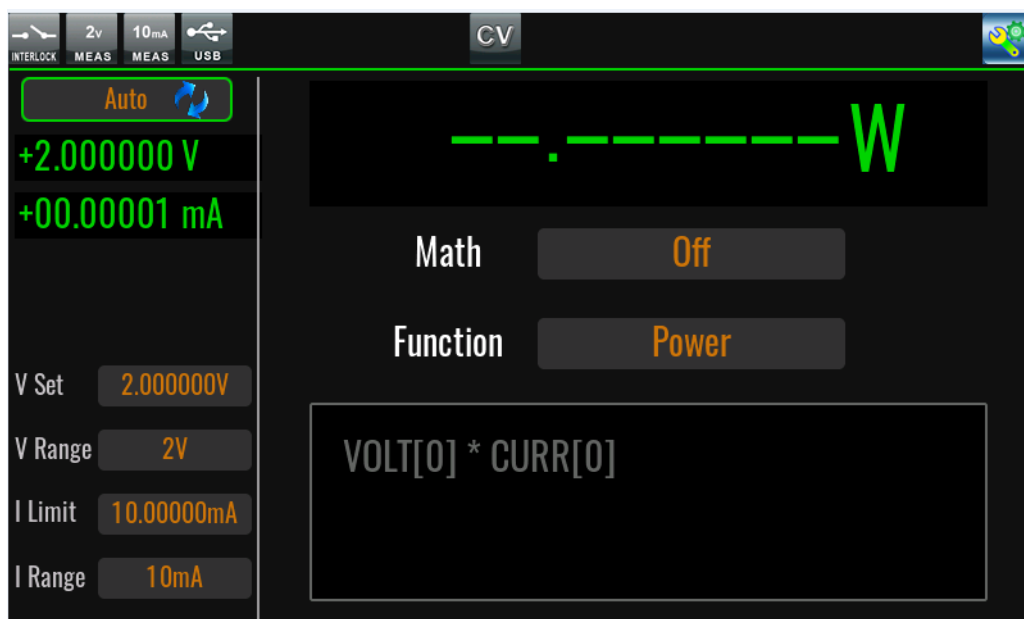 INTERLOCK
2V MEAS
10mA MEAS
USB
CV
Auto
+2.000000 V
+00.00001 mA
--.------W
Math Off
Function Power
V Set 2.000000V
V Range 2V
I Limit 10.00000mA
I Range 10mA
VOLT[0] * CURR[0]